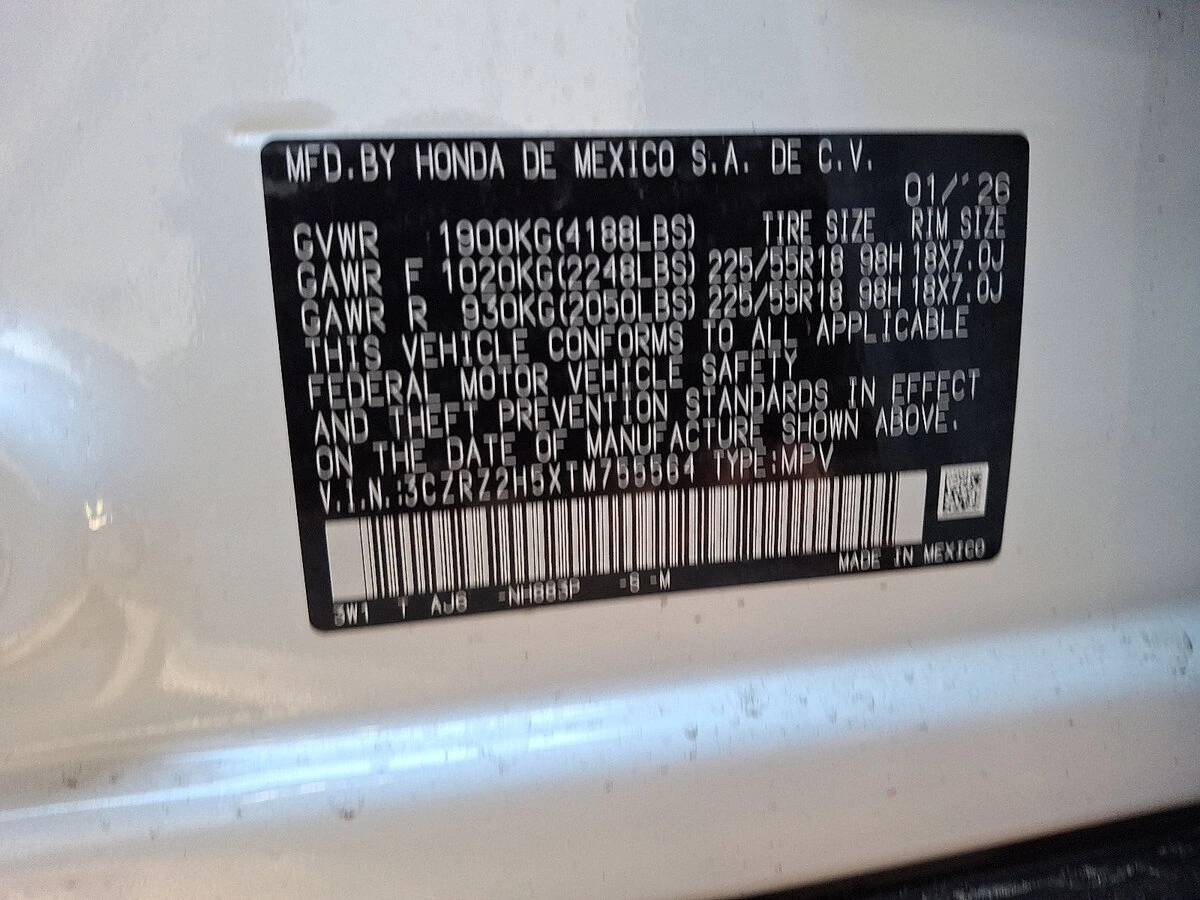 MFD.BY HONDA DE MEXICO S.A. DE C.V.
01/'26
GVWR 1900KG(4188LBS) TIRE SIZE RIM SIZE
GAWR F 1020KG(2248LBS) 225/55R18 98H 18X7.0J
GAWR R 930KG(2050LBS) 225/55R18 98H 18X7.0J
THIS VEHICLE CONFORMS TO ALL APPLICABLE
FEDERAL MOTOR VEHICLE SAFETY
AND THEFT PREVENTION STANDARDS IN EFFECT
ON THE DATE OF MANUFACTURE SHOWN ABOVE.
V.I.N.:3CZRZ2H5XTM755564 TYPE:MPV
MADE IN MEXICO
3W1 T =NH883P =8 =M